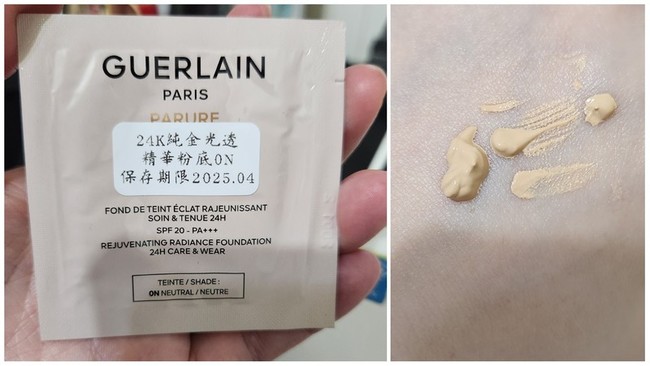 GUERLAIN
PARIS
PARURE
24K純金光透
精華粉底0N
保存期限2025.04
FOND DE TEINT ÉCLAT RAJEUNISSANT
SOIN & TENUE 24H
SPF 20 - PA+++
REJUVENATING RADIANCE FOUNDATION
24H CARE & WEAR
TEINTE / SHADE :
0N NEUTRAL / NEUTRE